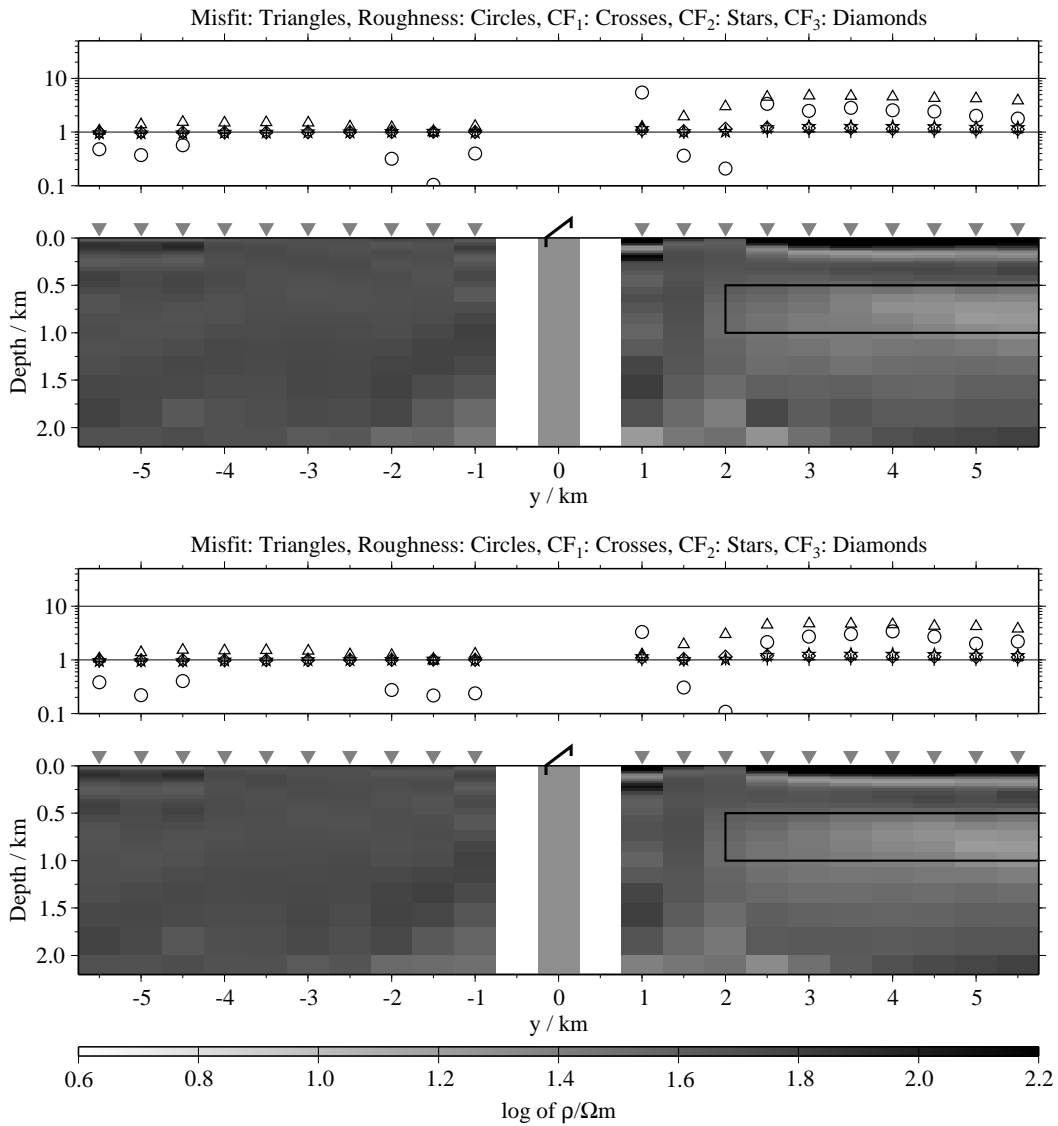 Misfit: Triangles, Roughness: Circles, CF₁: Crosses, CF₂: Stars, CF₃: Diamonds
10
1
0.1
0.0
0.5
1.0
1.5
2.0
Depth / km
-5 -4 -3 -2 -1 0 1 2 3 4 5
y / km
Misfit: Triangles, Roughness: Circles, CF₁: Crosses, CF₂: Stars, CF₃: Diamonds
10
1
0.1
0.0
0.5
1.0
1.5
2.0
Depth / km
-5 -4 -3 -2 -1 0 1 2 3 4 5
y / km
0.6 0.8 1.0 1.2 1.4 1.6 1.8 2.0 2.2
log of ρ/Ωm